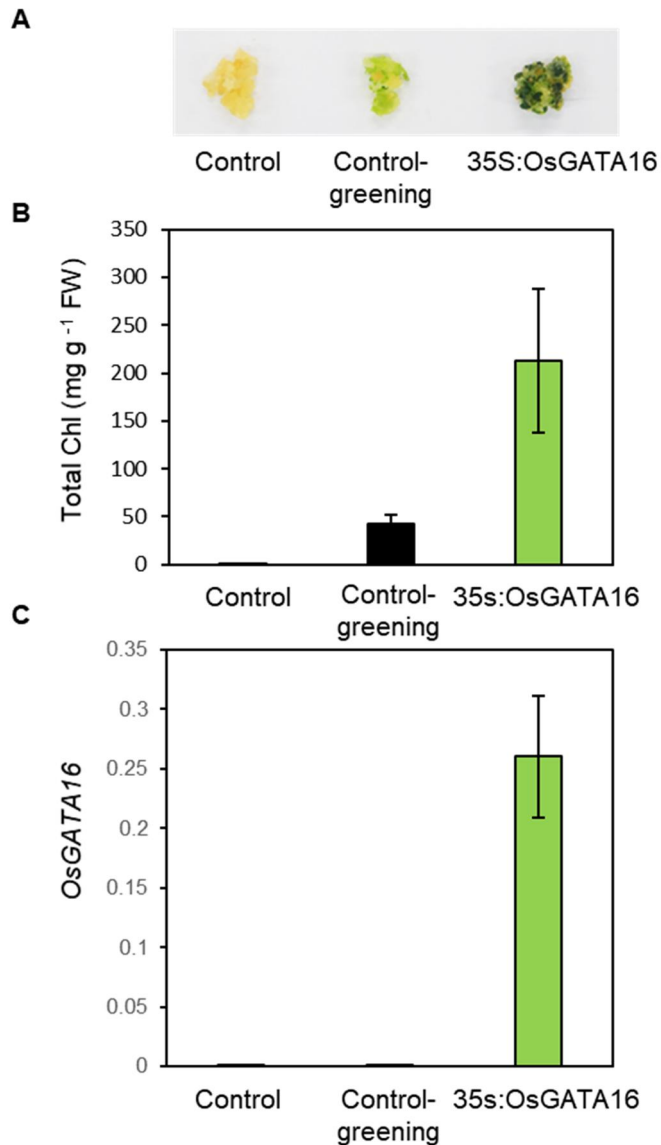 A
Control
Control-
greening
35S:OsGATA16
B
Total Chl (mg g -1 FW)
350
300
250
200
150
100
50
0
Control
Control-
greening
35s:OsGATA16
C
OsGATA16
0.35
0.3
0.25
0.2
0.15
0.1
0.05
0
Control
Control-
greening
35s:OsGATA16